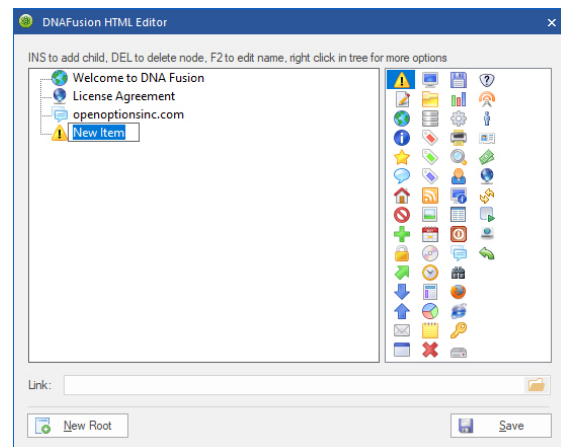 DNAFusion HTML Editor
INS to add child, DEL to delete node, F2 to edit name, right click in tree for more options
Welcome to DNA Fusion
License Agreement
openoptionsinc.com
New Item
Link:
New Root
Save